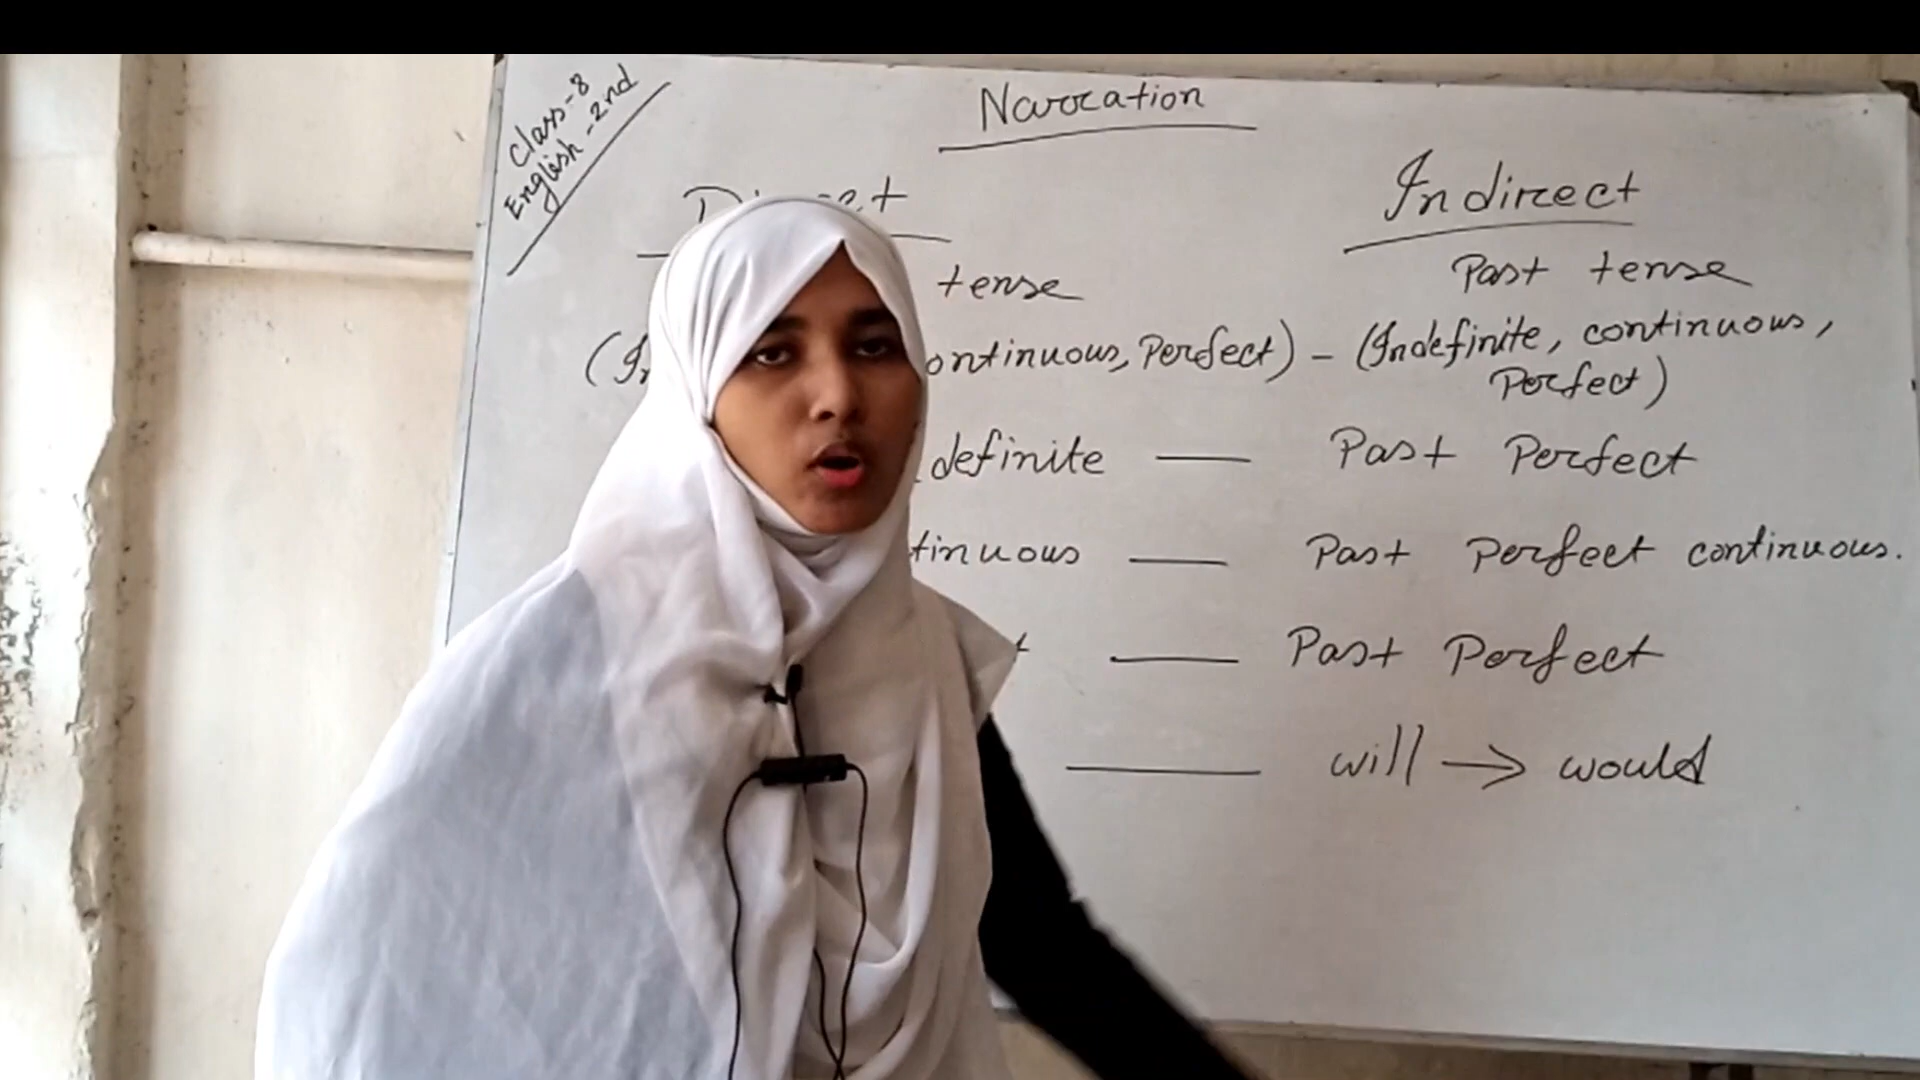 Class-8
English-2nd
Narration
Direct Indirect
tense Past tense
continuous, Perfect) - (Indefinite, continuous,
Perfect)
definite — Past Perfect
tinuous — Past Perfect continuous.
— Past Perfect
— will → would